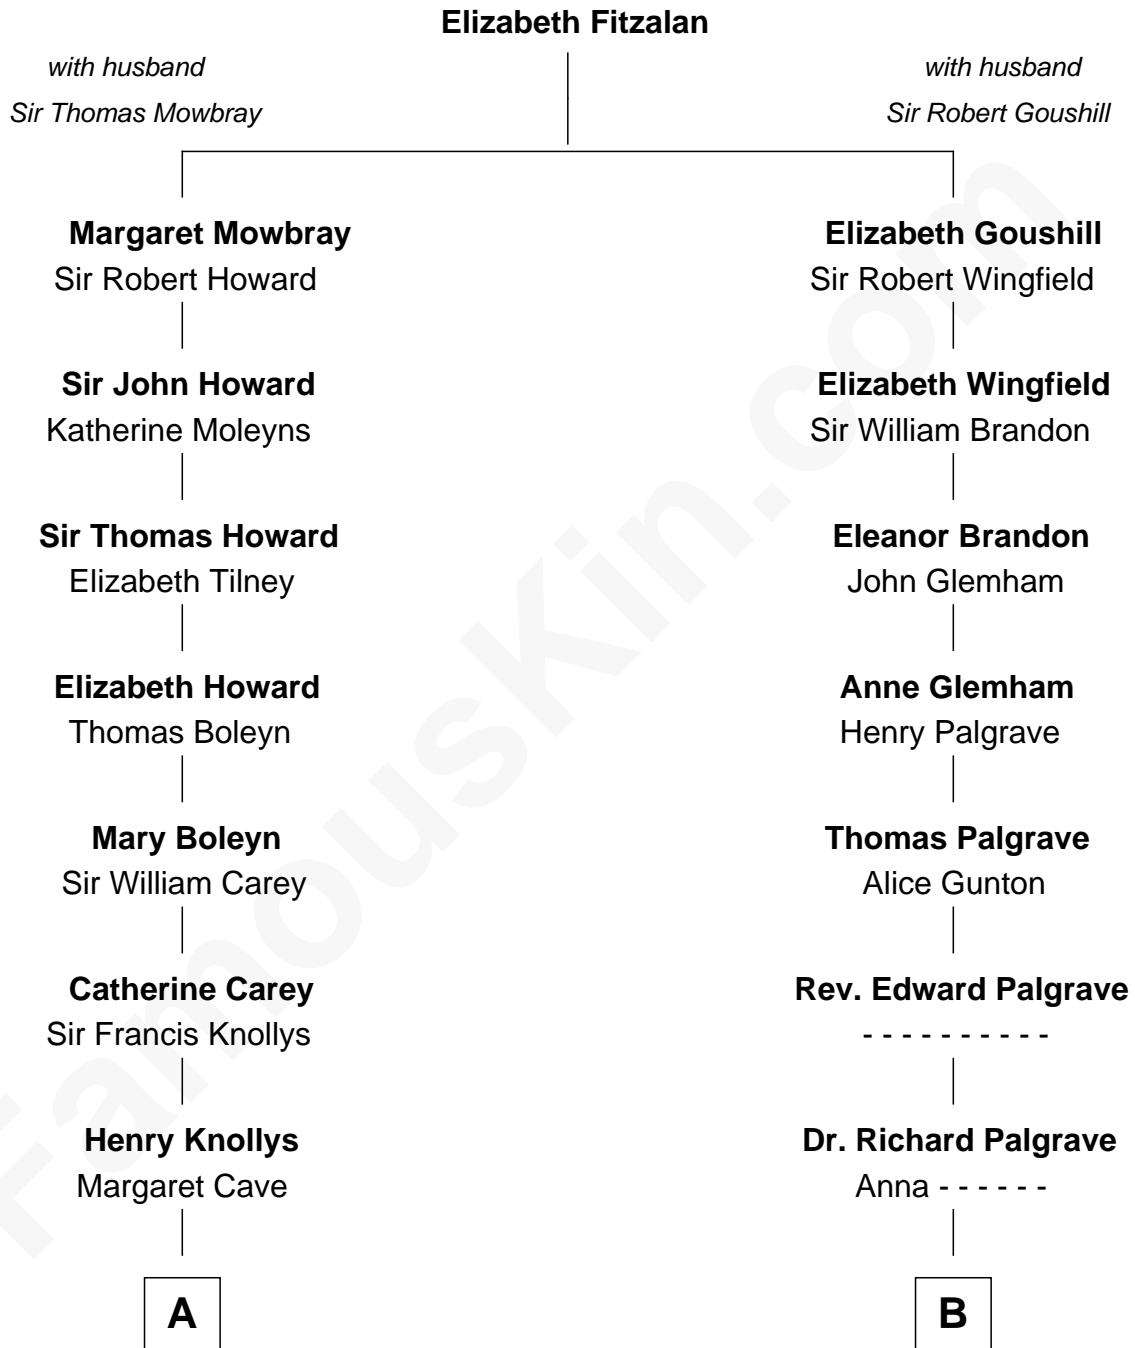 Elizabeth Fitzalan
with husband
Sir Thomas Mowbray
with husband
Sir Robert Goushill
Margaret Mowbray
Sir Robert Howard
Elizabeth Goushill
Sir Robert Wingfield
Sir John Howard
Katherine Moleyns
Elizabeth Wingfield
Sir William Brandon
Sir Thomas Howard
Elizabeth Tilney
Eleanor Brandon
John Glemham
Elizabeth Howard
Thomas Boleyn
Anne Glemham
Henry Palgrave
Mary Boleyn
Sir William Carey
Thomas Palgrave
Alice Gunton
Catherine Carey
Sir Francis Knollys
Rev. Edward Palgrave
- - - - - - - - - -
Henry Knollys
Margaret Cave
Dr. Richard Palgrave
Anna - - - - - -
A
B
FamousKin.com